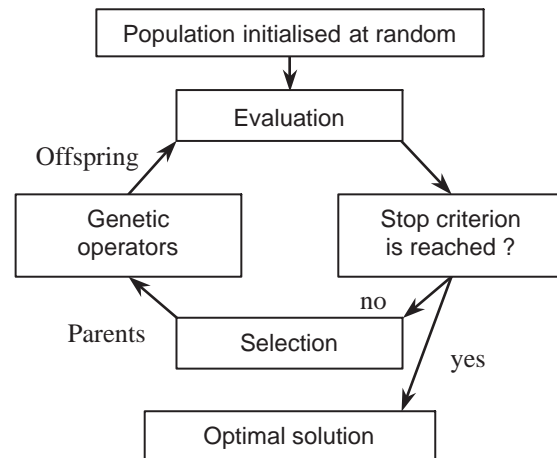 Population initialised at random
Evaluation
Offspring
Genetic
operators
Stop criterion
is reached ?
no
Parents
Selection
yes
Optimal solution